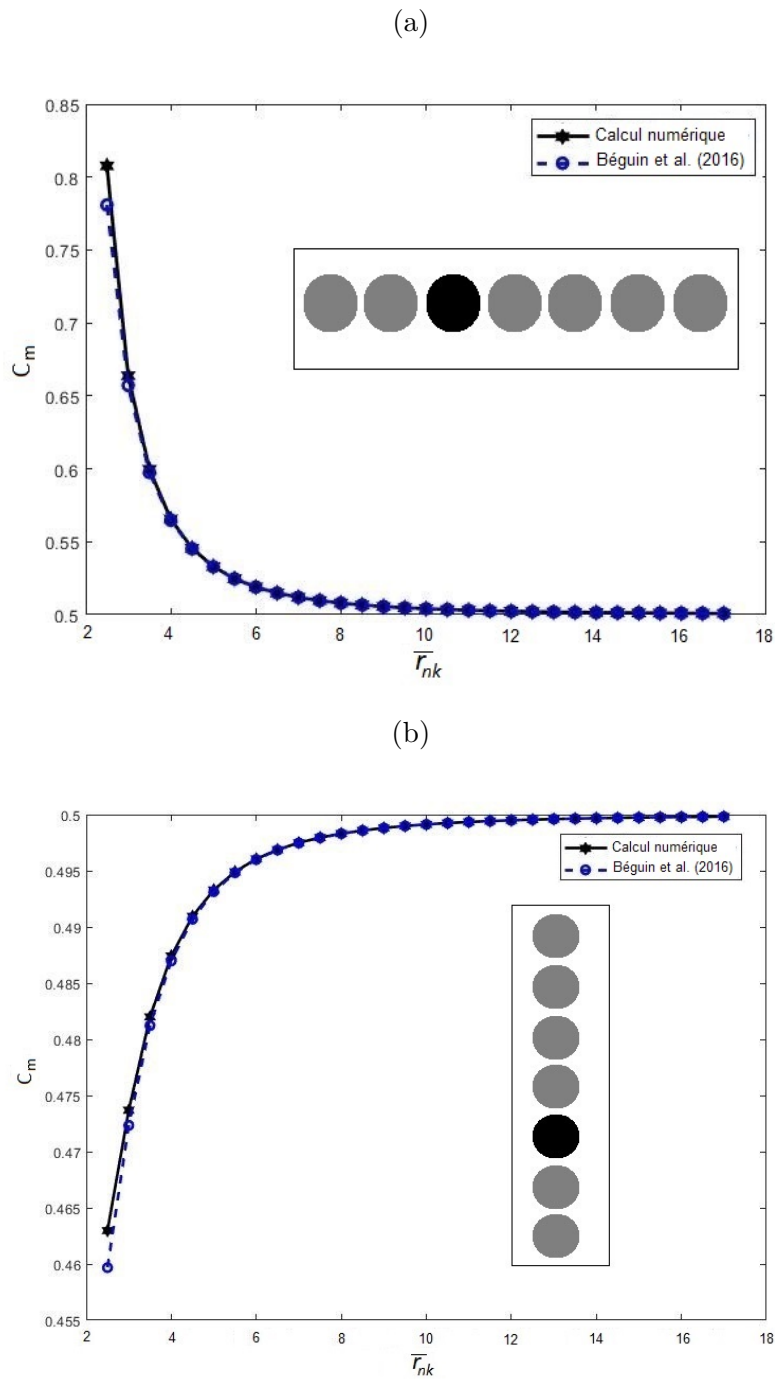 (a)
0.85
Calcul numérique
Béguin et al. (2016)
0.8
0.75
0.7
C_m
0.65
0.6
0.55
0.5
2 4 6 8 10 12 14 16 18
r_nk
(b)
0.5
Calcul numérique
Béguin et al. (2016)
0.495
0.49
0.485
0.48
C_m
0.475
0.47
0.465
0.46
0.455
2 4 6 8 10 12 14 16 18
r_nk